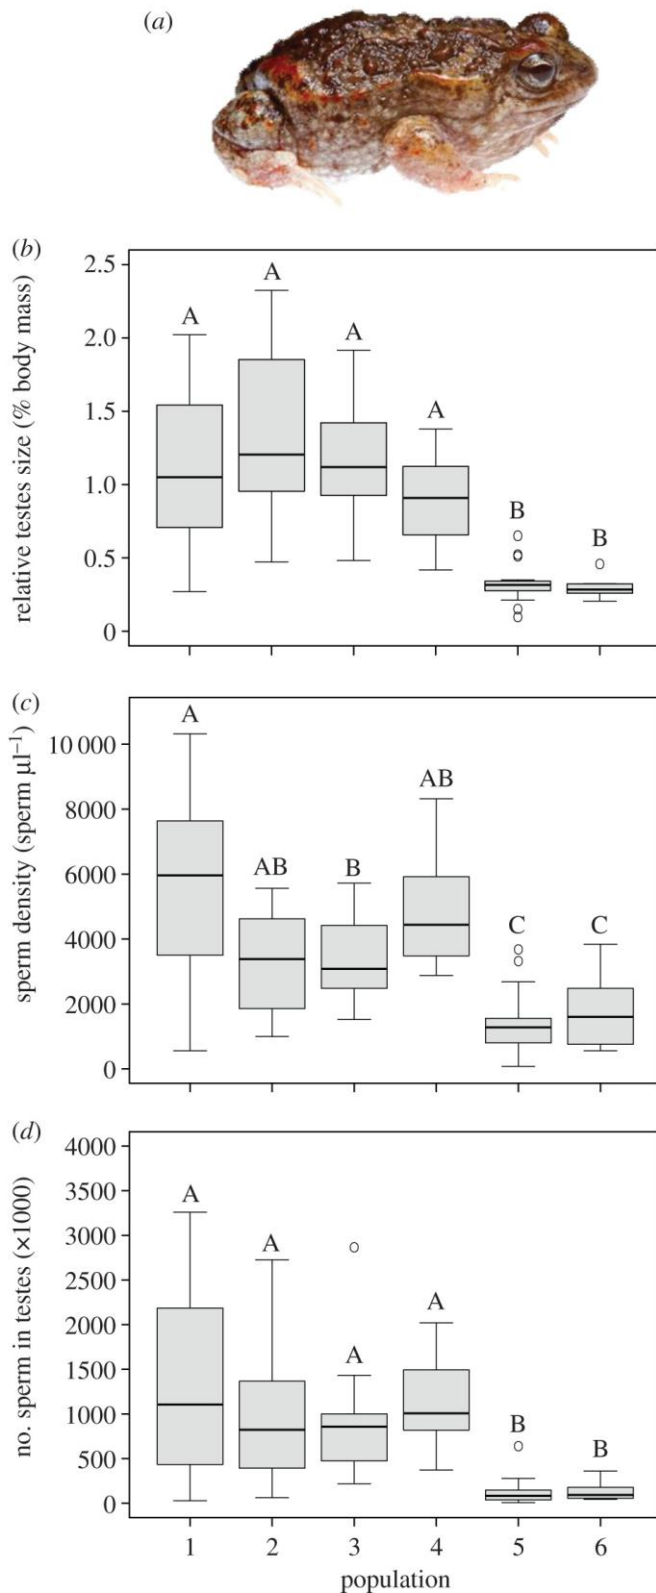 (a)
(b)
relative testes size (% body mass)
2.5
2.0
1.5
1.0
0.5
0
A
A
A
A
B
B
(c)
sperm density (sperm µl⁻¹)
10 000
8000
6000
4000
2000
0
A
AB
B
AB
C
C
(d)
no. sperm in testes (×1000)
4000
3500
3000
2500
2000
1500
1000
500
0
A
A
A
A
B
B
1 2 3 4 5 6
population